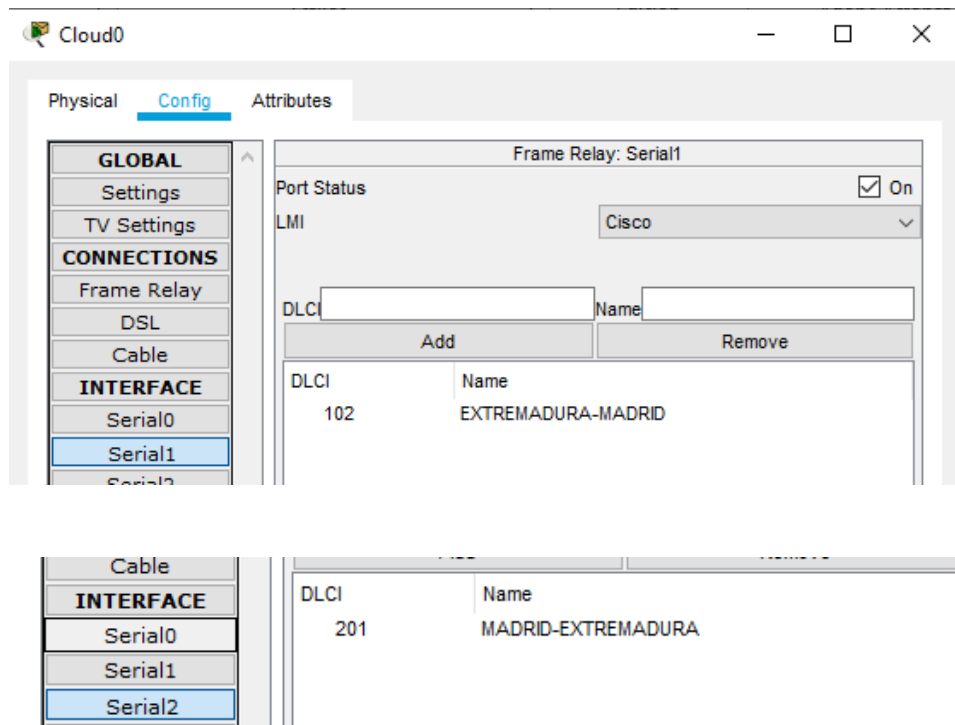 Cloud0
Physical Config Attributes
GLOBAL
Settings
TV Settings
CONNECTIONS
Frame Relay
DSL
Cable
INTERFACE
Serial0
Serial1
Serial2
Frame Relay: Serial1
Port Status On
LMI Cisco
DLCI Name
Add Remove
DLCI Name
102 EXTREMADURA-MADRID
Cable
INTERFACE
Serial0
Serial1
Serial2
DLCI Name
201 MADRID-EXTREMADURA